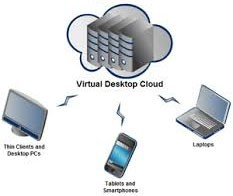 Virtual Desktop Cloud
Thin Clients and
Desktop PCs
Laptops
Tablets and
Smartphones